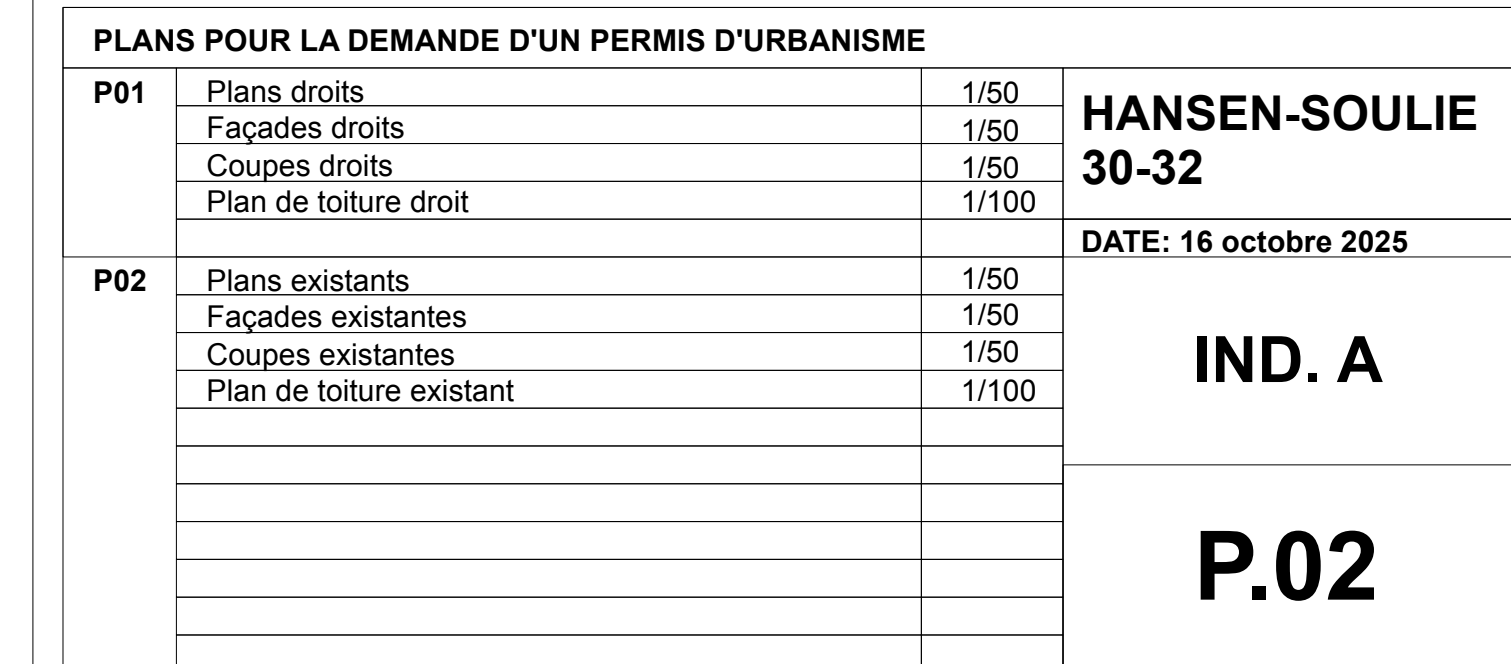 PLANS POUR LA DEMANDE D'UN PERMIS D'URBANISME
P01 Plans droits 1/50
Façades droits 1/50
Coupes droits 1/50
Plan de toiture droit 1/100
HANSEN-SOULIE
30-32
DATE: 16 octobre 2025
P02 Plans existants 1/50
Façades existantes 1/50
Coupes existantes 1/50
Plan de toiture existant 1/100
IND. A
P.02